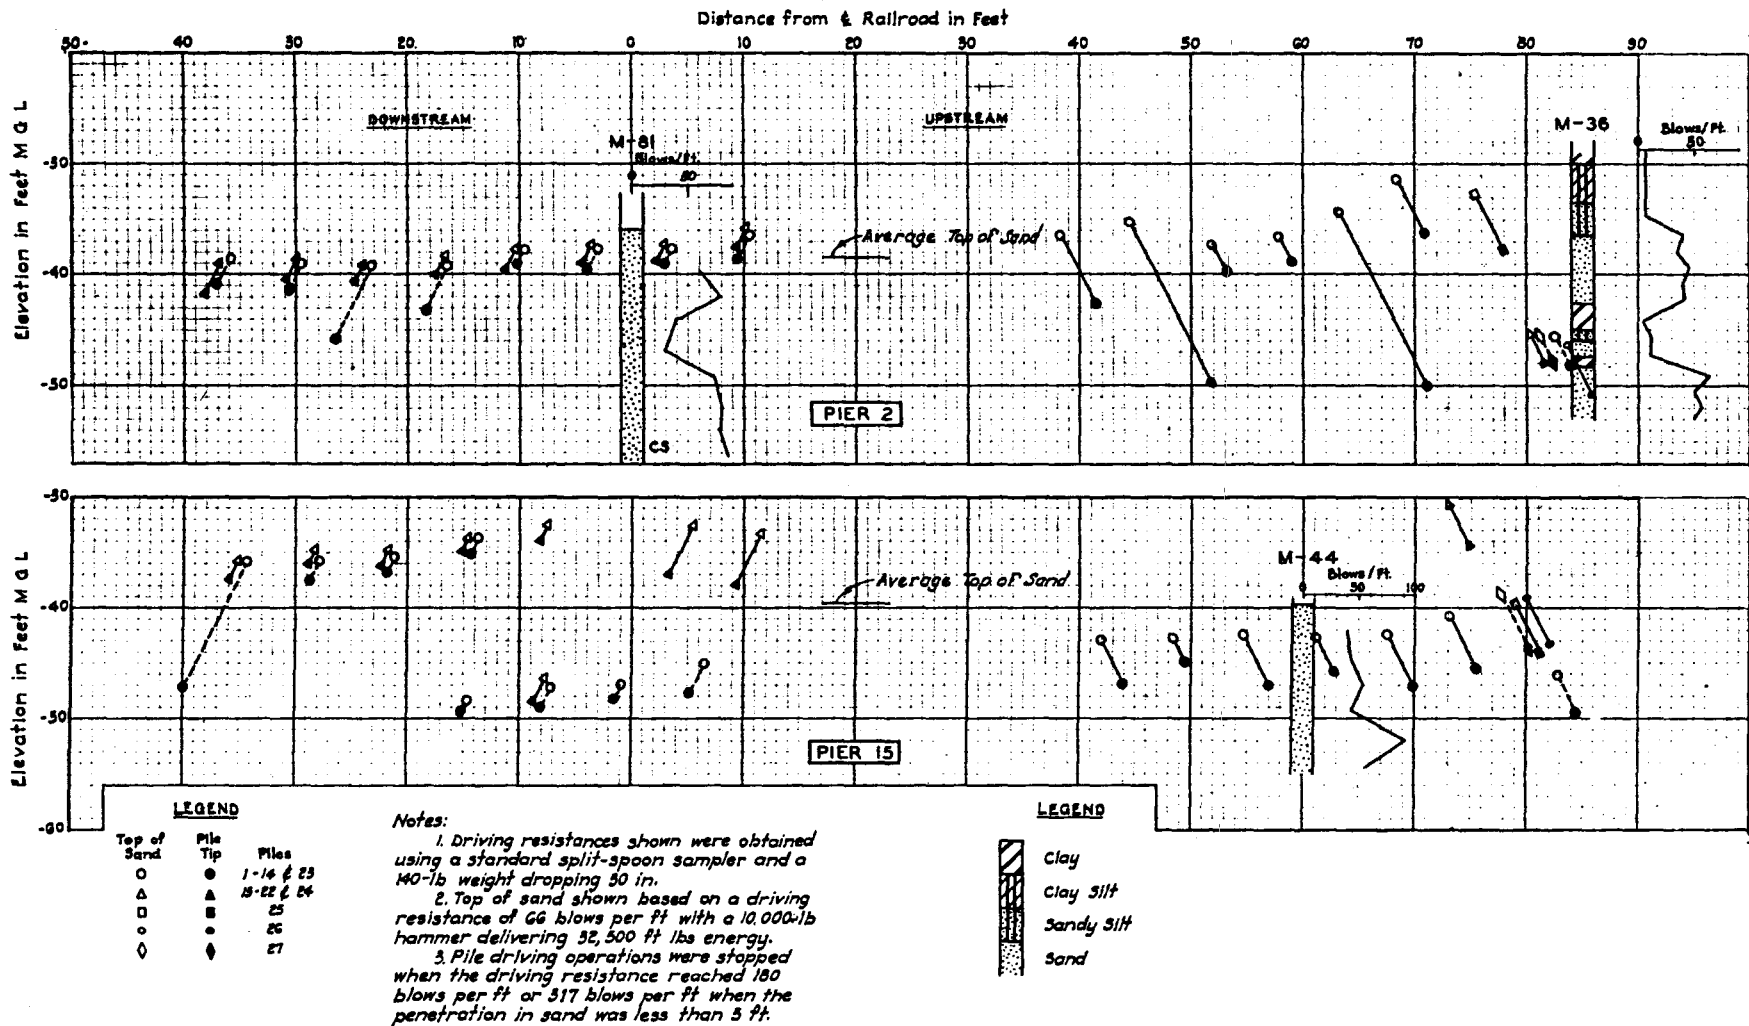 Distance from ℄ Railroad in Feet
50 40 30 20 10 0 10 30 40 50 60 70 80 90
DOWNSTREAM
UPSTREAM
M-81
Blows/Ft.
50
M-36
Blows/Ft.
50
Elevation in Feet M G L
-30
-40
-50
Average Top of Sand
PIER 2
CS
-30
-40
-50
-60
Elevation in Feet M G L
Average Top of Sand
M-44
Blows/Ft.
0 50 100
PIER 15
LEGEND
Top of Sand
Pile Tip
Piles
1-14 & 23
15-22 & 24
25
26
27
Notes:
1. Driving resistances shown were obtained
using a standard split-spoon sampler and a
140-lb weight dropping 30 in.
2. Top of sand shown based on a driving
resistance of 66 blows per ft with a 10,000-lb
hammer delivering 32,500 ft lbs energy.
3. Pile driving operations were stopped
when the driving resistance reached 180
blows per ft or 317 blows per ft when the
penetration in sand was less than 5 ft.
LEGEND
Clay
Clay Silt
Sandy Silt
Sand